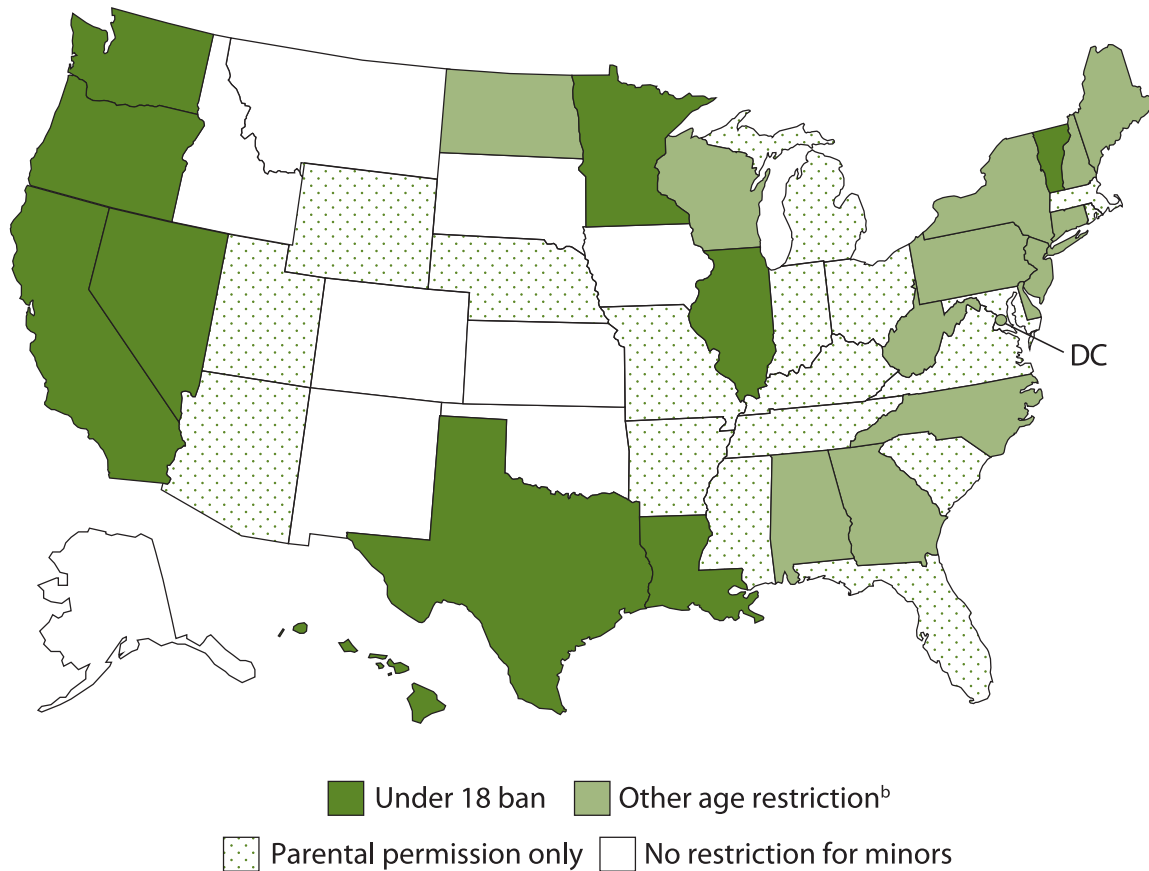 DC
Under 18 ban Other age restrictionᵇ
Parental permission only No restriction for minors